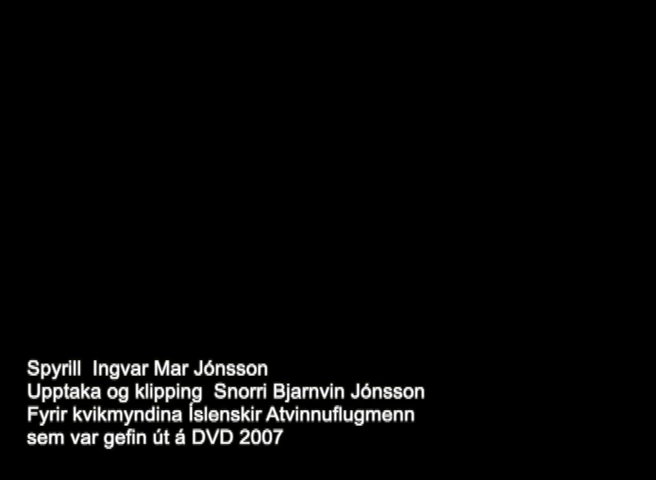 Spyrill  Ingvar Mar Jónsson
Upptaka og klipping  Snorri Bjarnvin Jónsson
Fyrir kvikmyndina Íslenskir Atvinnuflugmenn
sem var gefin út á DVD 2007